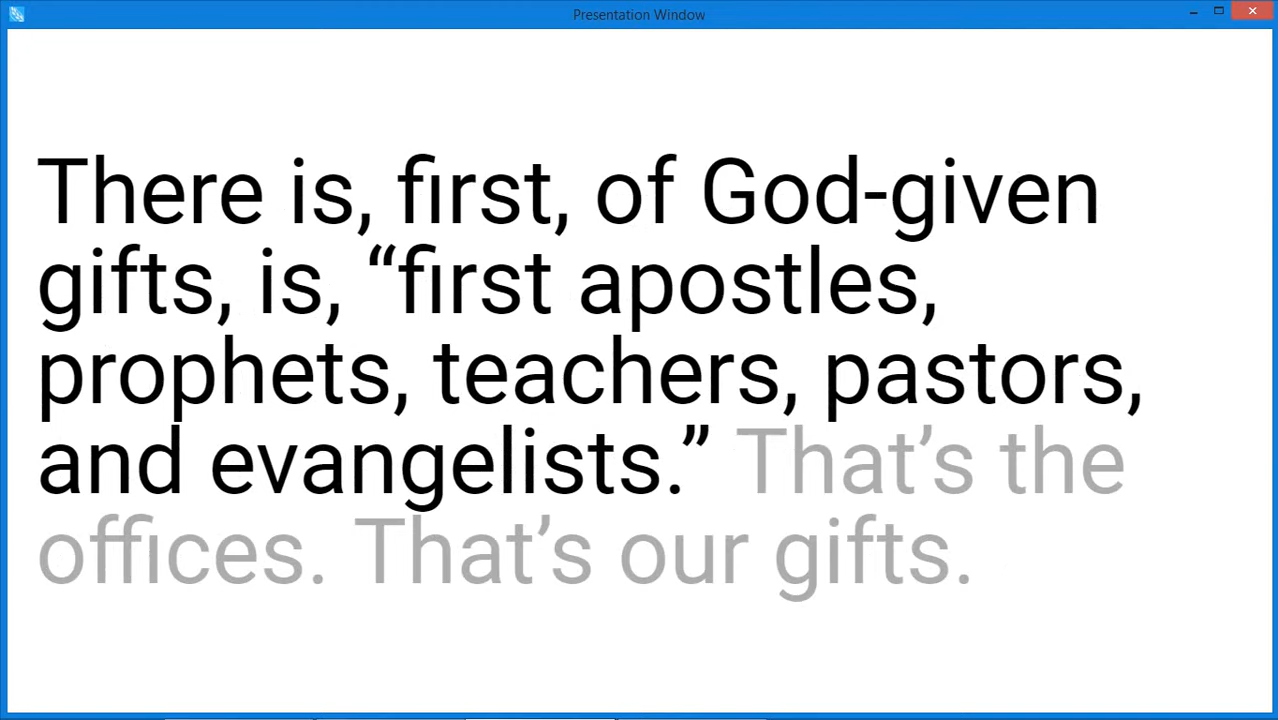 Presentation Window
There is, first, of God-given
gifts, is, “first apostles,
prophets, teachers, pastors,
and evangelists.” That’s the
offices. That’s our gifts.